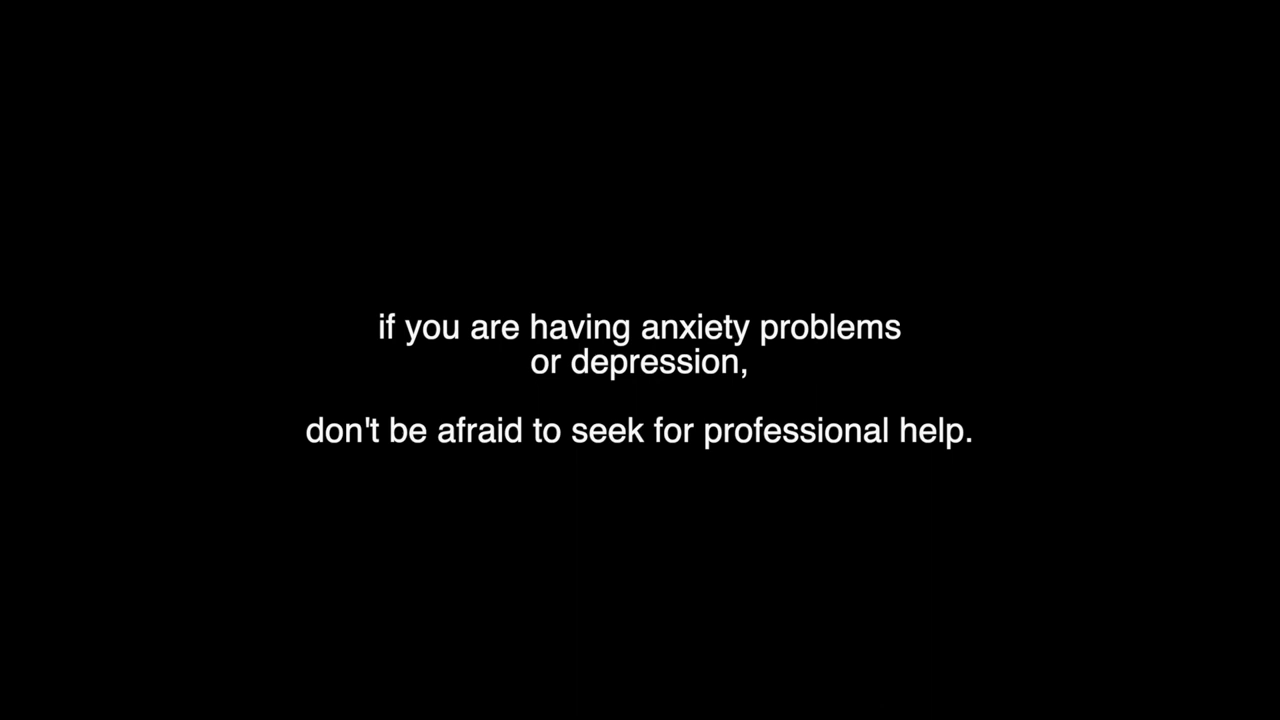 if you are having anxiety problems
or depression,
don't be afraid to seek for professional help.